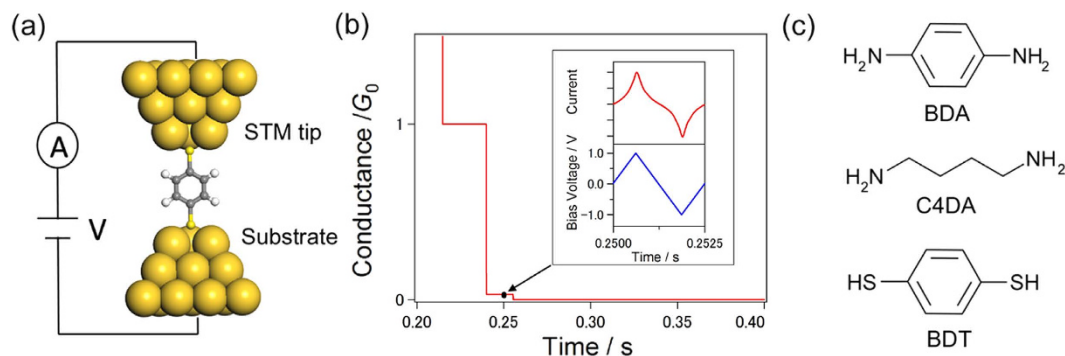 (a)
A
V
STM tip
Substrate
(b)
Conductance /G0
1
0
0.20
0.25
0.30
0.35
0.40
Time / s
Current
Bias Voltage / V
1.0
0.0
−1.0
0.2500
0.2525
Time / s
(c)
H2N
NH2
BDA
H2N
NH2
C4DA
HS
SH
BDT